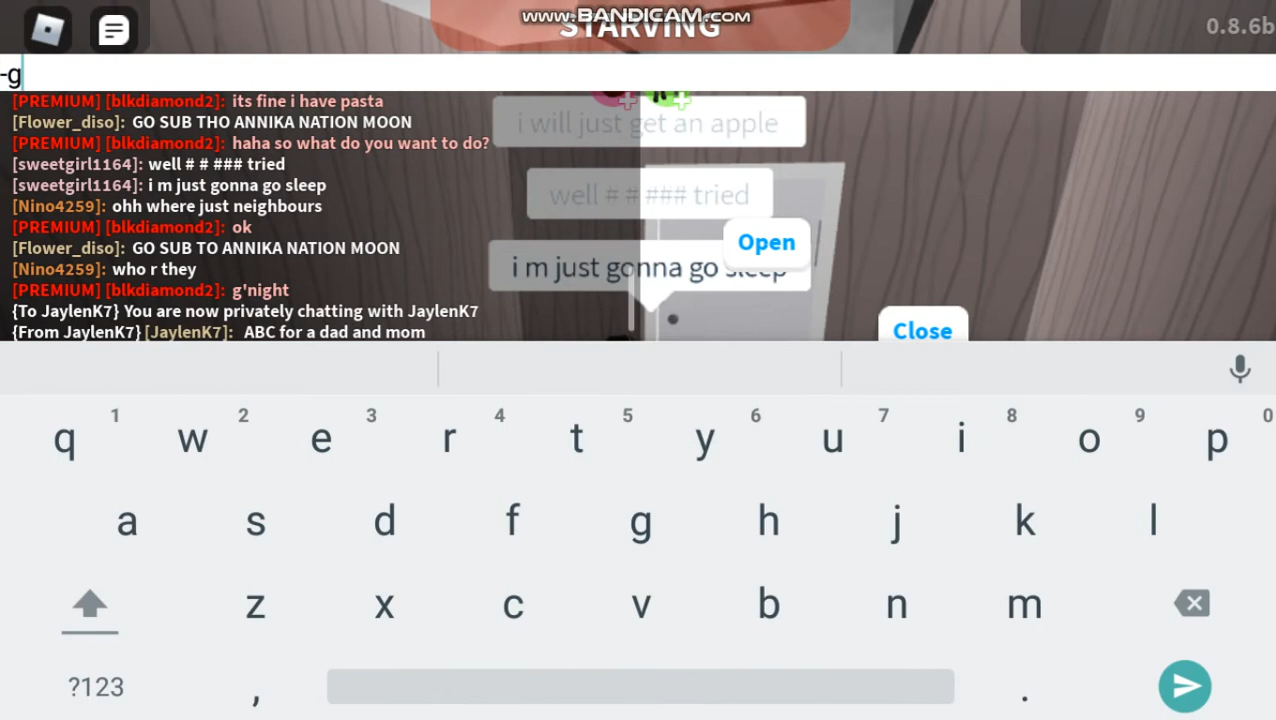 www.BANDICAM.com
STARVING
0.8.6b
-g
[PREMIUM] [blkdiamond2]: its fine i have pasta
[Flower_diso]: GO SUB THO ANNIKA NATION MOON
[PREMIUM] [blkdiamond2]: haha so what do you want to do?
[sweetgirl1164]: well # # ### tried
[sweetgirl1164]: i m just gonna go sleep
[Nino4259]: ohh where just neighbours
[PREMIUM] [blkdiamond2]: ok
[Flower_diso]: GO SUB TO ANNIKA NATION MOON
[Nino4259]: who r they
[PREMIUM] [blkdiamond2]: g'night
{To JaylenK7} You are now privately chatting with JaylenK7
{From JaylenK7} [JaylenK7]: ABC for a dad and mom
i will just get an apple
well # # ### tried
Open
i m just gonna go sleep
Close
1 2 3 4 5 6 7 8 9 0
q w e r t y u i o p
a s d f g h j k l
z x c v b n m
?123 , .